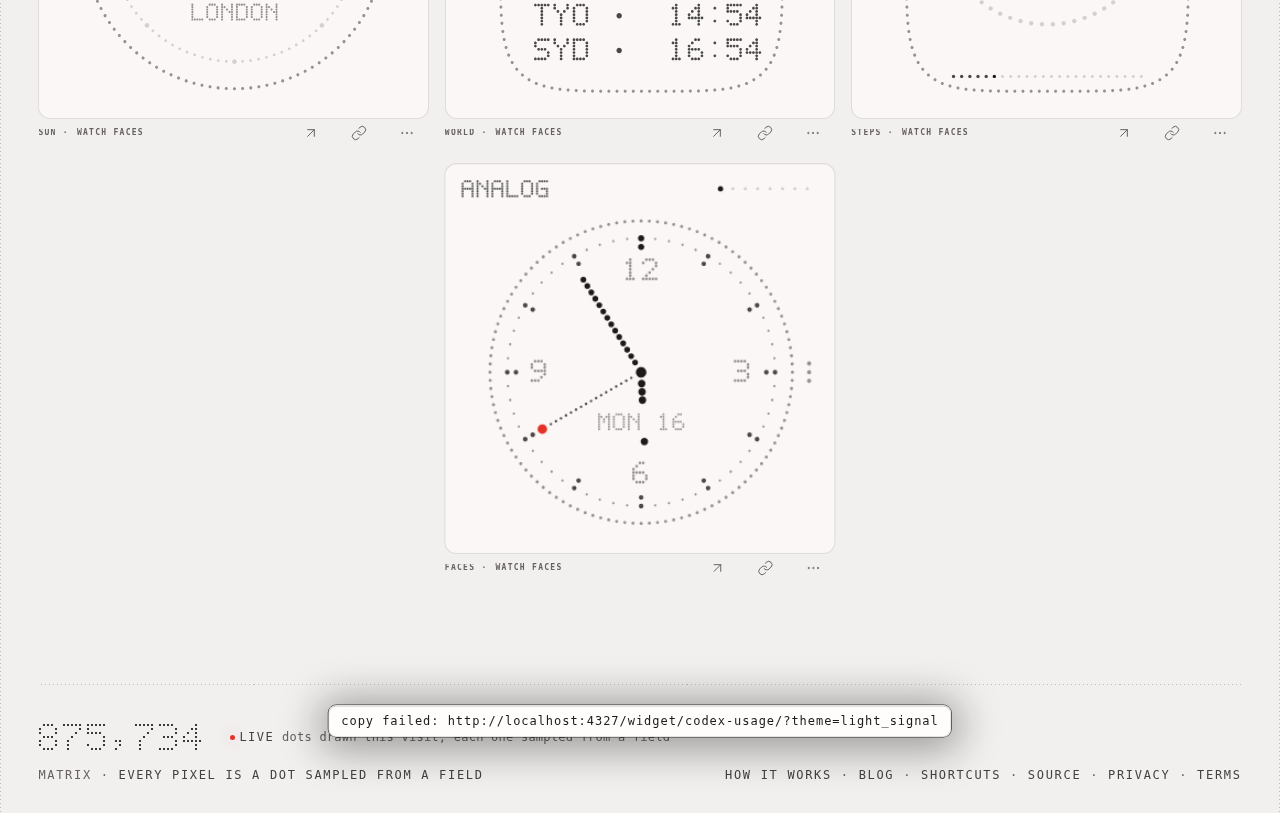 LONDON
TYO • 14:54
SYD • 16:54
SUN · WATCH FACES
WORLD · WATCH FACES
STEPS · WATCH FACES
ANALOG
12
9
3
MON 16
6
FACES · WATCH FACES
copy failed: http://localhost:4327/widget/codex-usage/?theme=light_signal
875,734
LIVE dots drawn this visit, each one sampled from a field
MATRIX · EVERY PIXEL IS A DOT SAMPLED FROM A FIELD
HOW IT WORKS · BLOG · SHORTCUTS · SOURCE · PRIVACY · TERMS